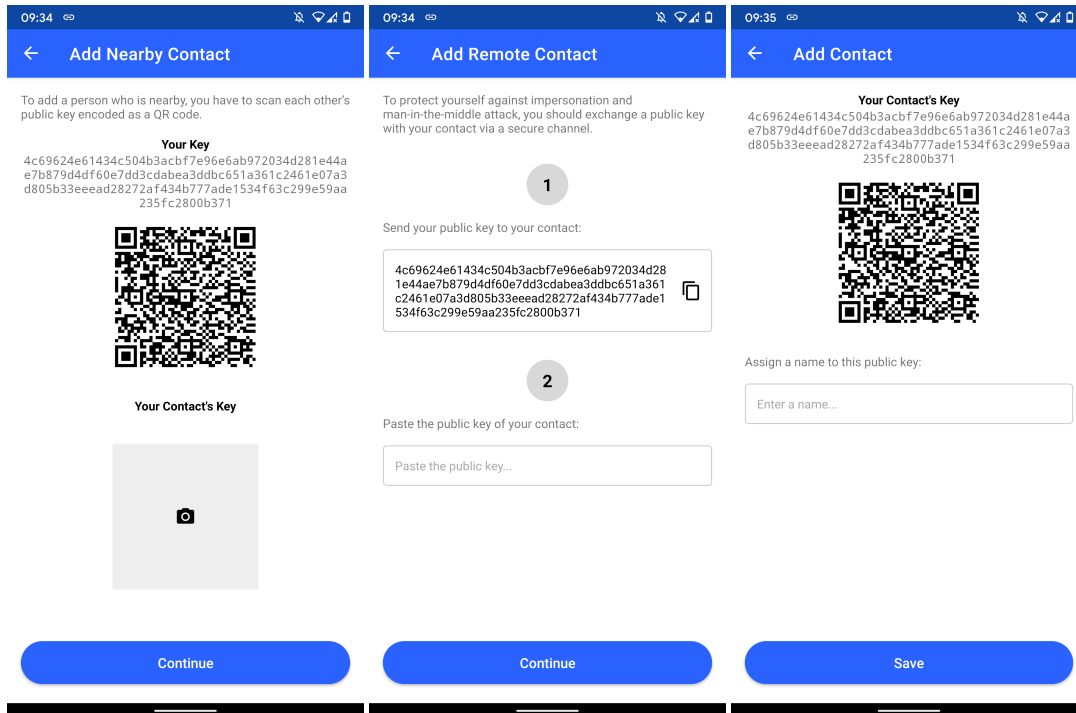 09:34
Add Nearby Contact
To add a person who is nearby, you have to scan each other's
public key encoded as a QR code.
Your Key
4c69624e61434c504b3acbf7e96e6ab972034d281e44a
e7b879d4df60e7dd3cdabea3ddbc651a361c2461e07a3
d805b33eeead28272af434b777ade1534f63c299e59aa
235fc2800b371
Your Contact's Key
Continue
09:34
Add Remote Contact
To protect yourself against impersonation and
man-in-the-middle attack, you should exchange a public key
with your contact via a secure channel.
1
Send your public key to your contact:
4c69624e61434c504b3acbf7e96e6ab972034d28
1e44ae7b879d4df60e7dd3cdabea3ddbc651a361
c2461e07a3d805b33eeead28272af434b777ade1
534f63c299e59aa235fc2800b371
2
Paste the public key of your contact:
Paste the public key...
Continue
09:35
Add Contact
Your Contact's Key
4c69624e61434c504b3acbf7e96e6ab972034d281e44a
e7b879d4df60e7dd3cdabea3ddbc651a361c2461e07a3
d805b33eeead28272af434b777ade1534f63c299e59aa
235fc2800b371
Assign a name to this public key:
Enter a name...
Save